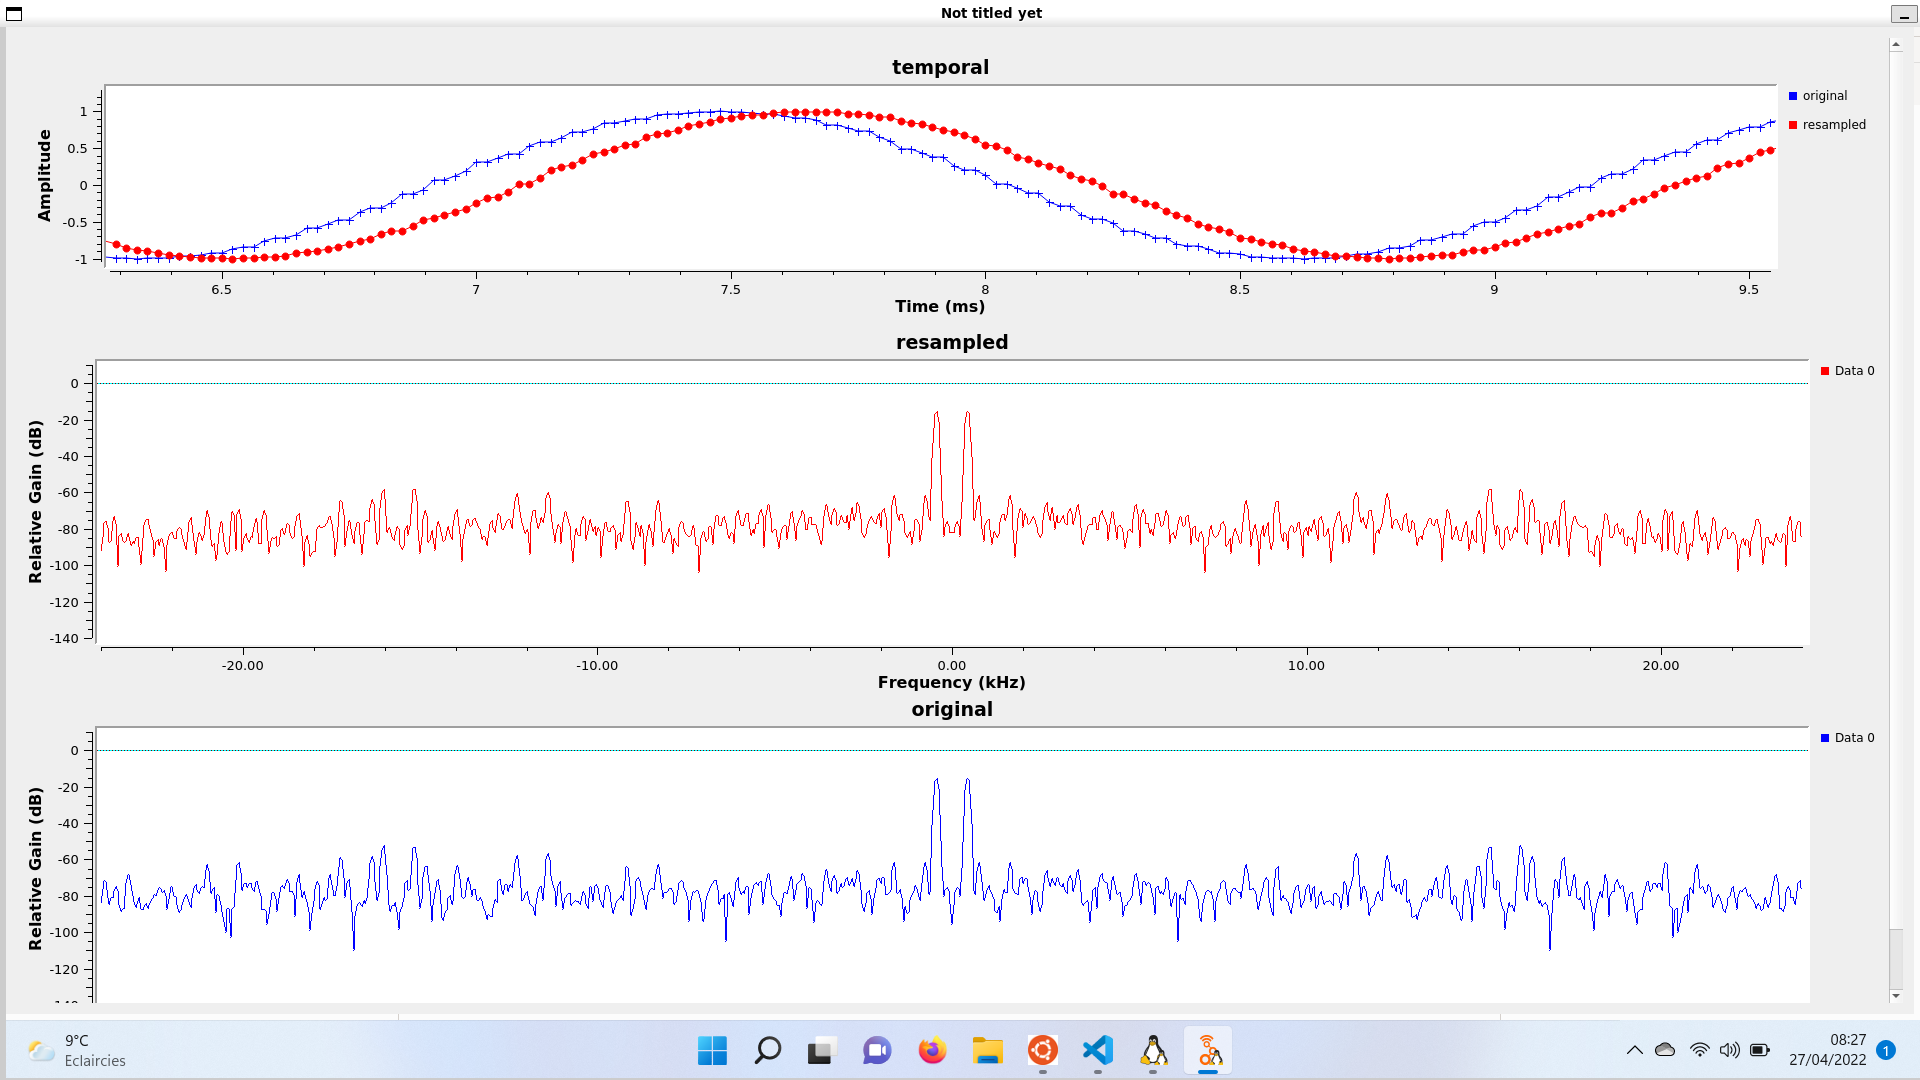 Not titled yet
temporal
Amplitude
1
0.5
0
-0.5
-1
6.5 7 7.5 8 8.5 9 9.5
Time (ms)
original
resampled
resampled
Relative Gain (dB)
0
-20
-40
-60
-80
-100
-120
-140
-20.00 -10.00 0.00 10.00 20.00
Frequency (kHz)
Data 0
original
Relative Gain (dB)
0
-20
-40
-60
-80
-100
-120
Data 0
9°C
Eclaircies
08:27
27/04/2022
1